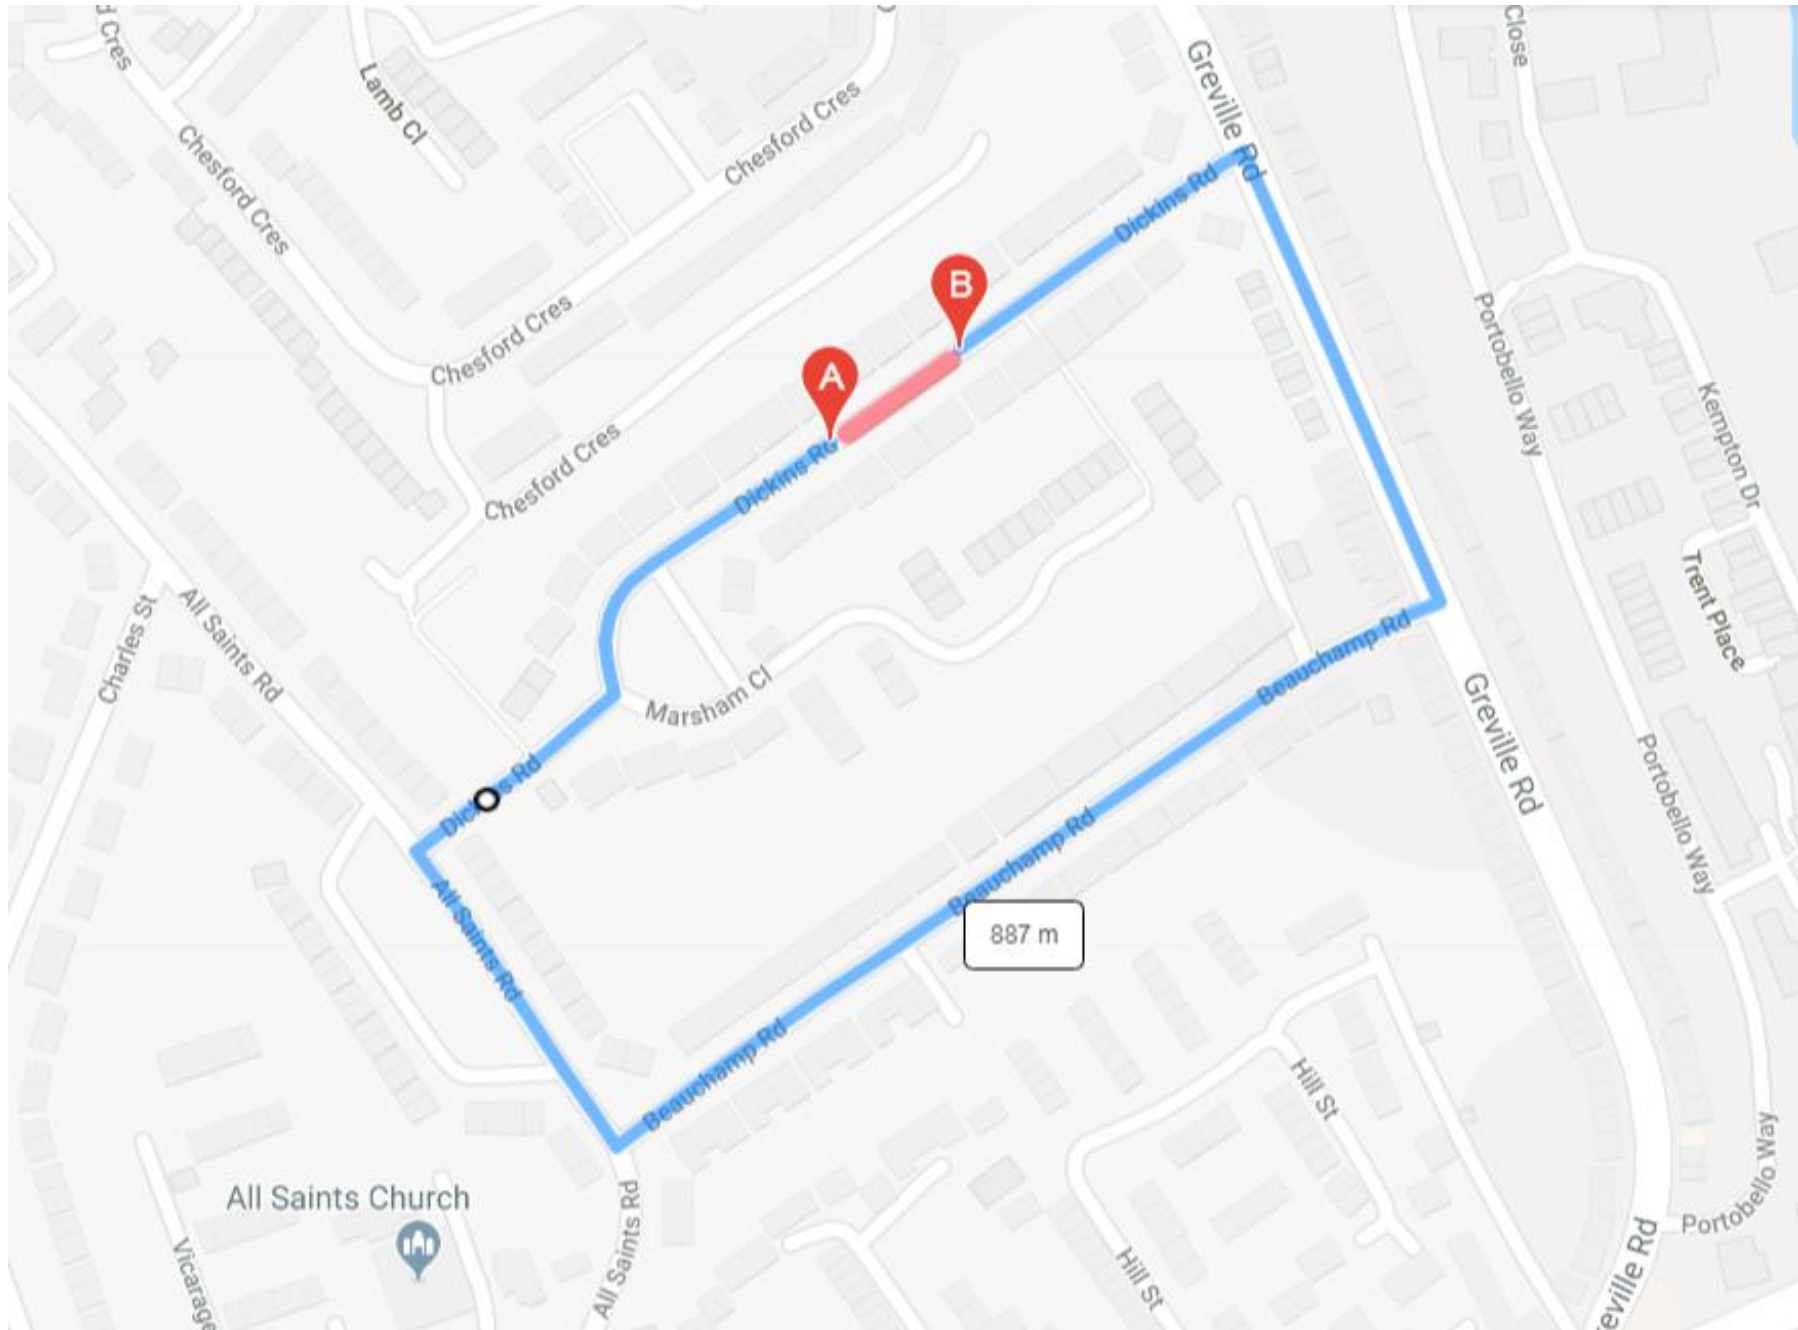 d Cres
Lamb Cl
Greville Rd
Close
Chesford Cres
Chesford Cres
Dickins Rd
B
Portobello Way
Chesford Cres
A
Kempton Dr
Chesford Cres
Dickins Rd
Trent Place
Charles St
All Saints Rd
Beauchamp Rd
Marsham Cl
Greville Rd
Dickins Rd
Portobello Way
Beauchamp Rd
All Saints Rd
887 m
Beauchamp Rd
Hill St
Portobello Way
All Saints Church
All Saints Rd
Vicarage
Hill St
reville Rd